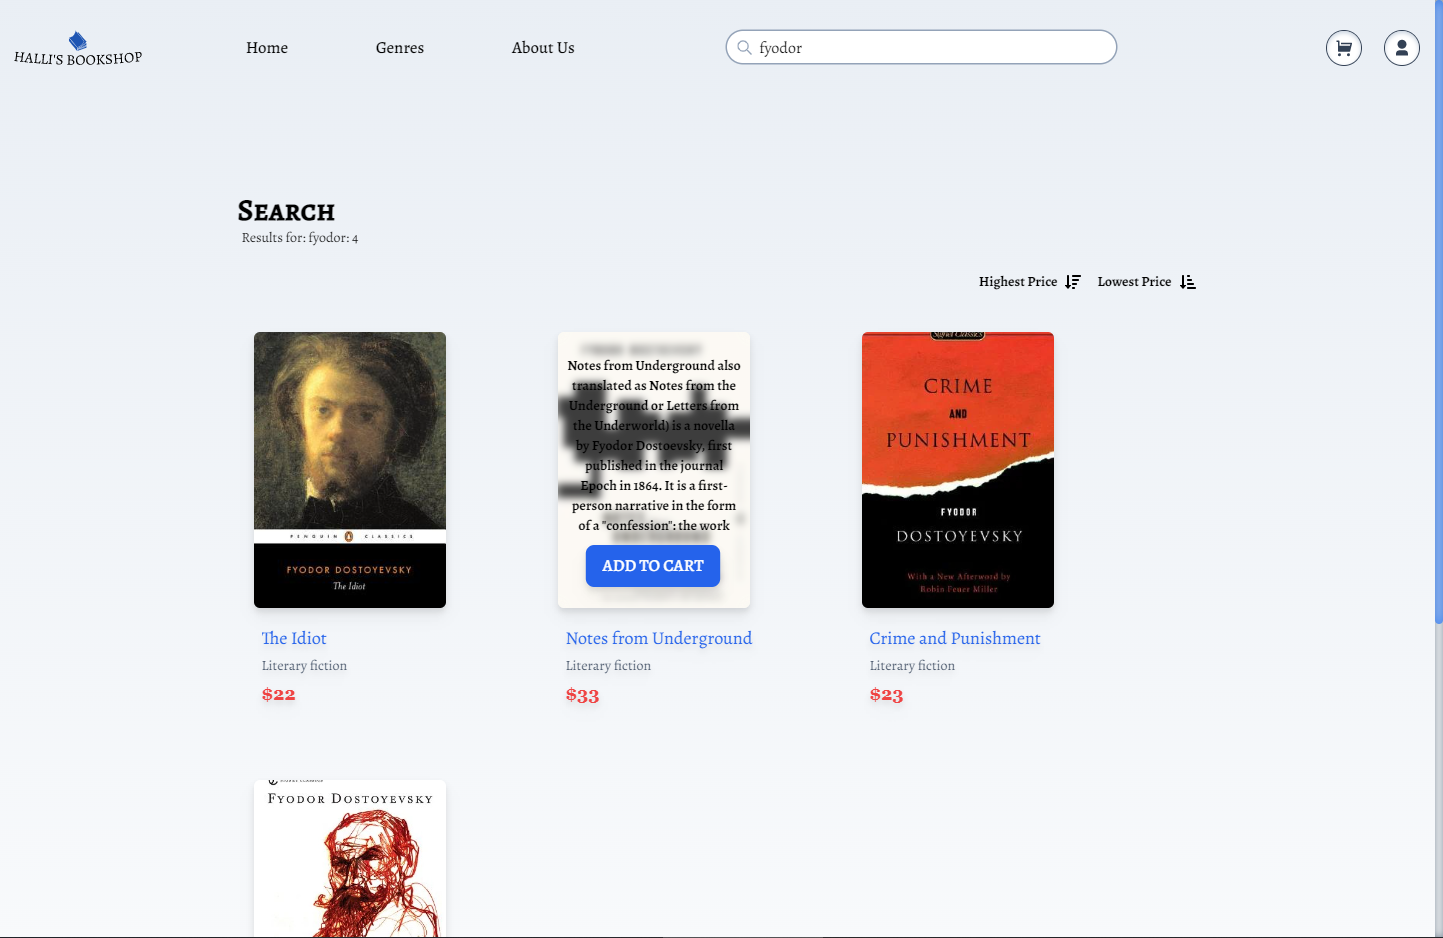 HALLI'S BOOKSHOP
Home
Genres
About Us
fyodor
SEARCH
Results for: fyodor: 4
Highest Price
Lowest Price
PENGUIN CLASSICS
FYODOR DOSTOYEVSKY
The Idiot
The Idiot
Literary fiction
$22
Notes from Underground also
translated as Notes from the
Underground or Letters from
the Underworld) is a novella
by Fyodor Dostoevsky, first
published in the journal
Epoch in 1864. It is a first-
person narrative in the form
of a "confession": the work
ADD TO CART
Notes from Underground
Literary fiction
$33
Signet Classics
CRIME
AND
PUNISHMENT
FYODOR
DOSTOYEVSKY
With a New Afterword by
Robin Feuer Miller
Crime and Punishment
Literary fiction
$23
FYODOR DOSTOYEVSKY